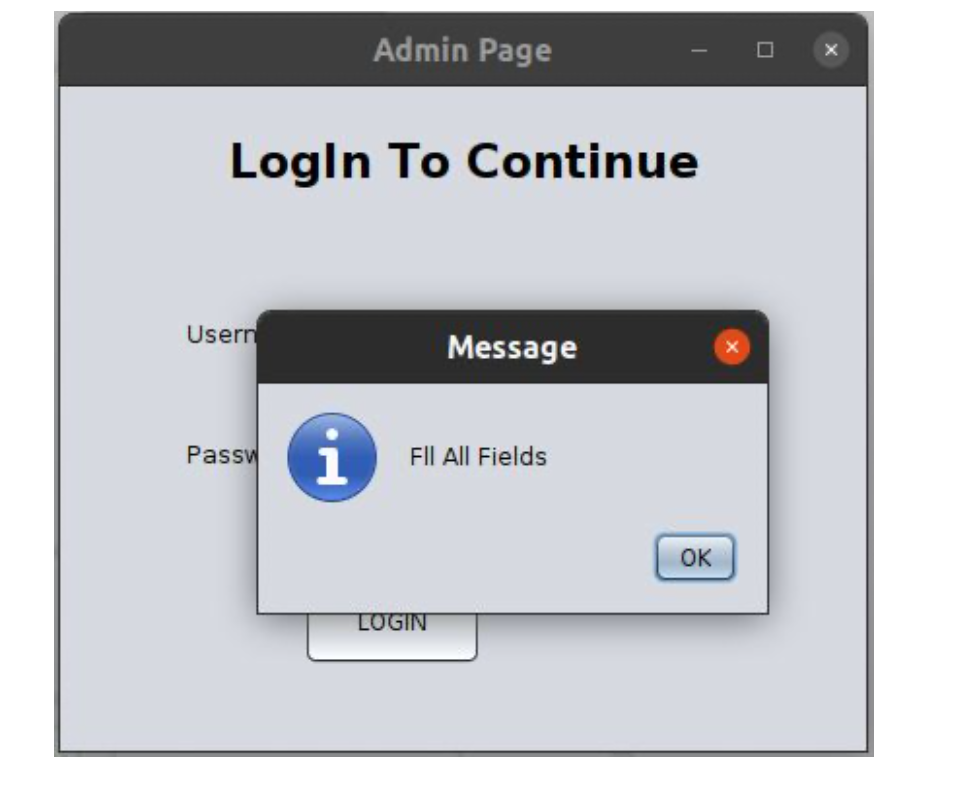 Admin Page
LogIn To Continue
Usern
Message
Passw
Fll All Fields
OK
LOGIN